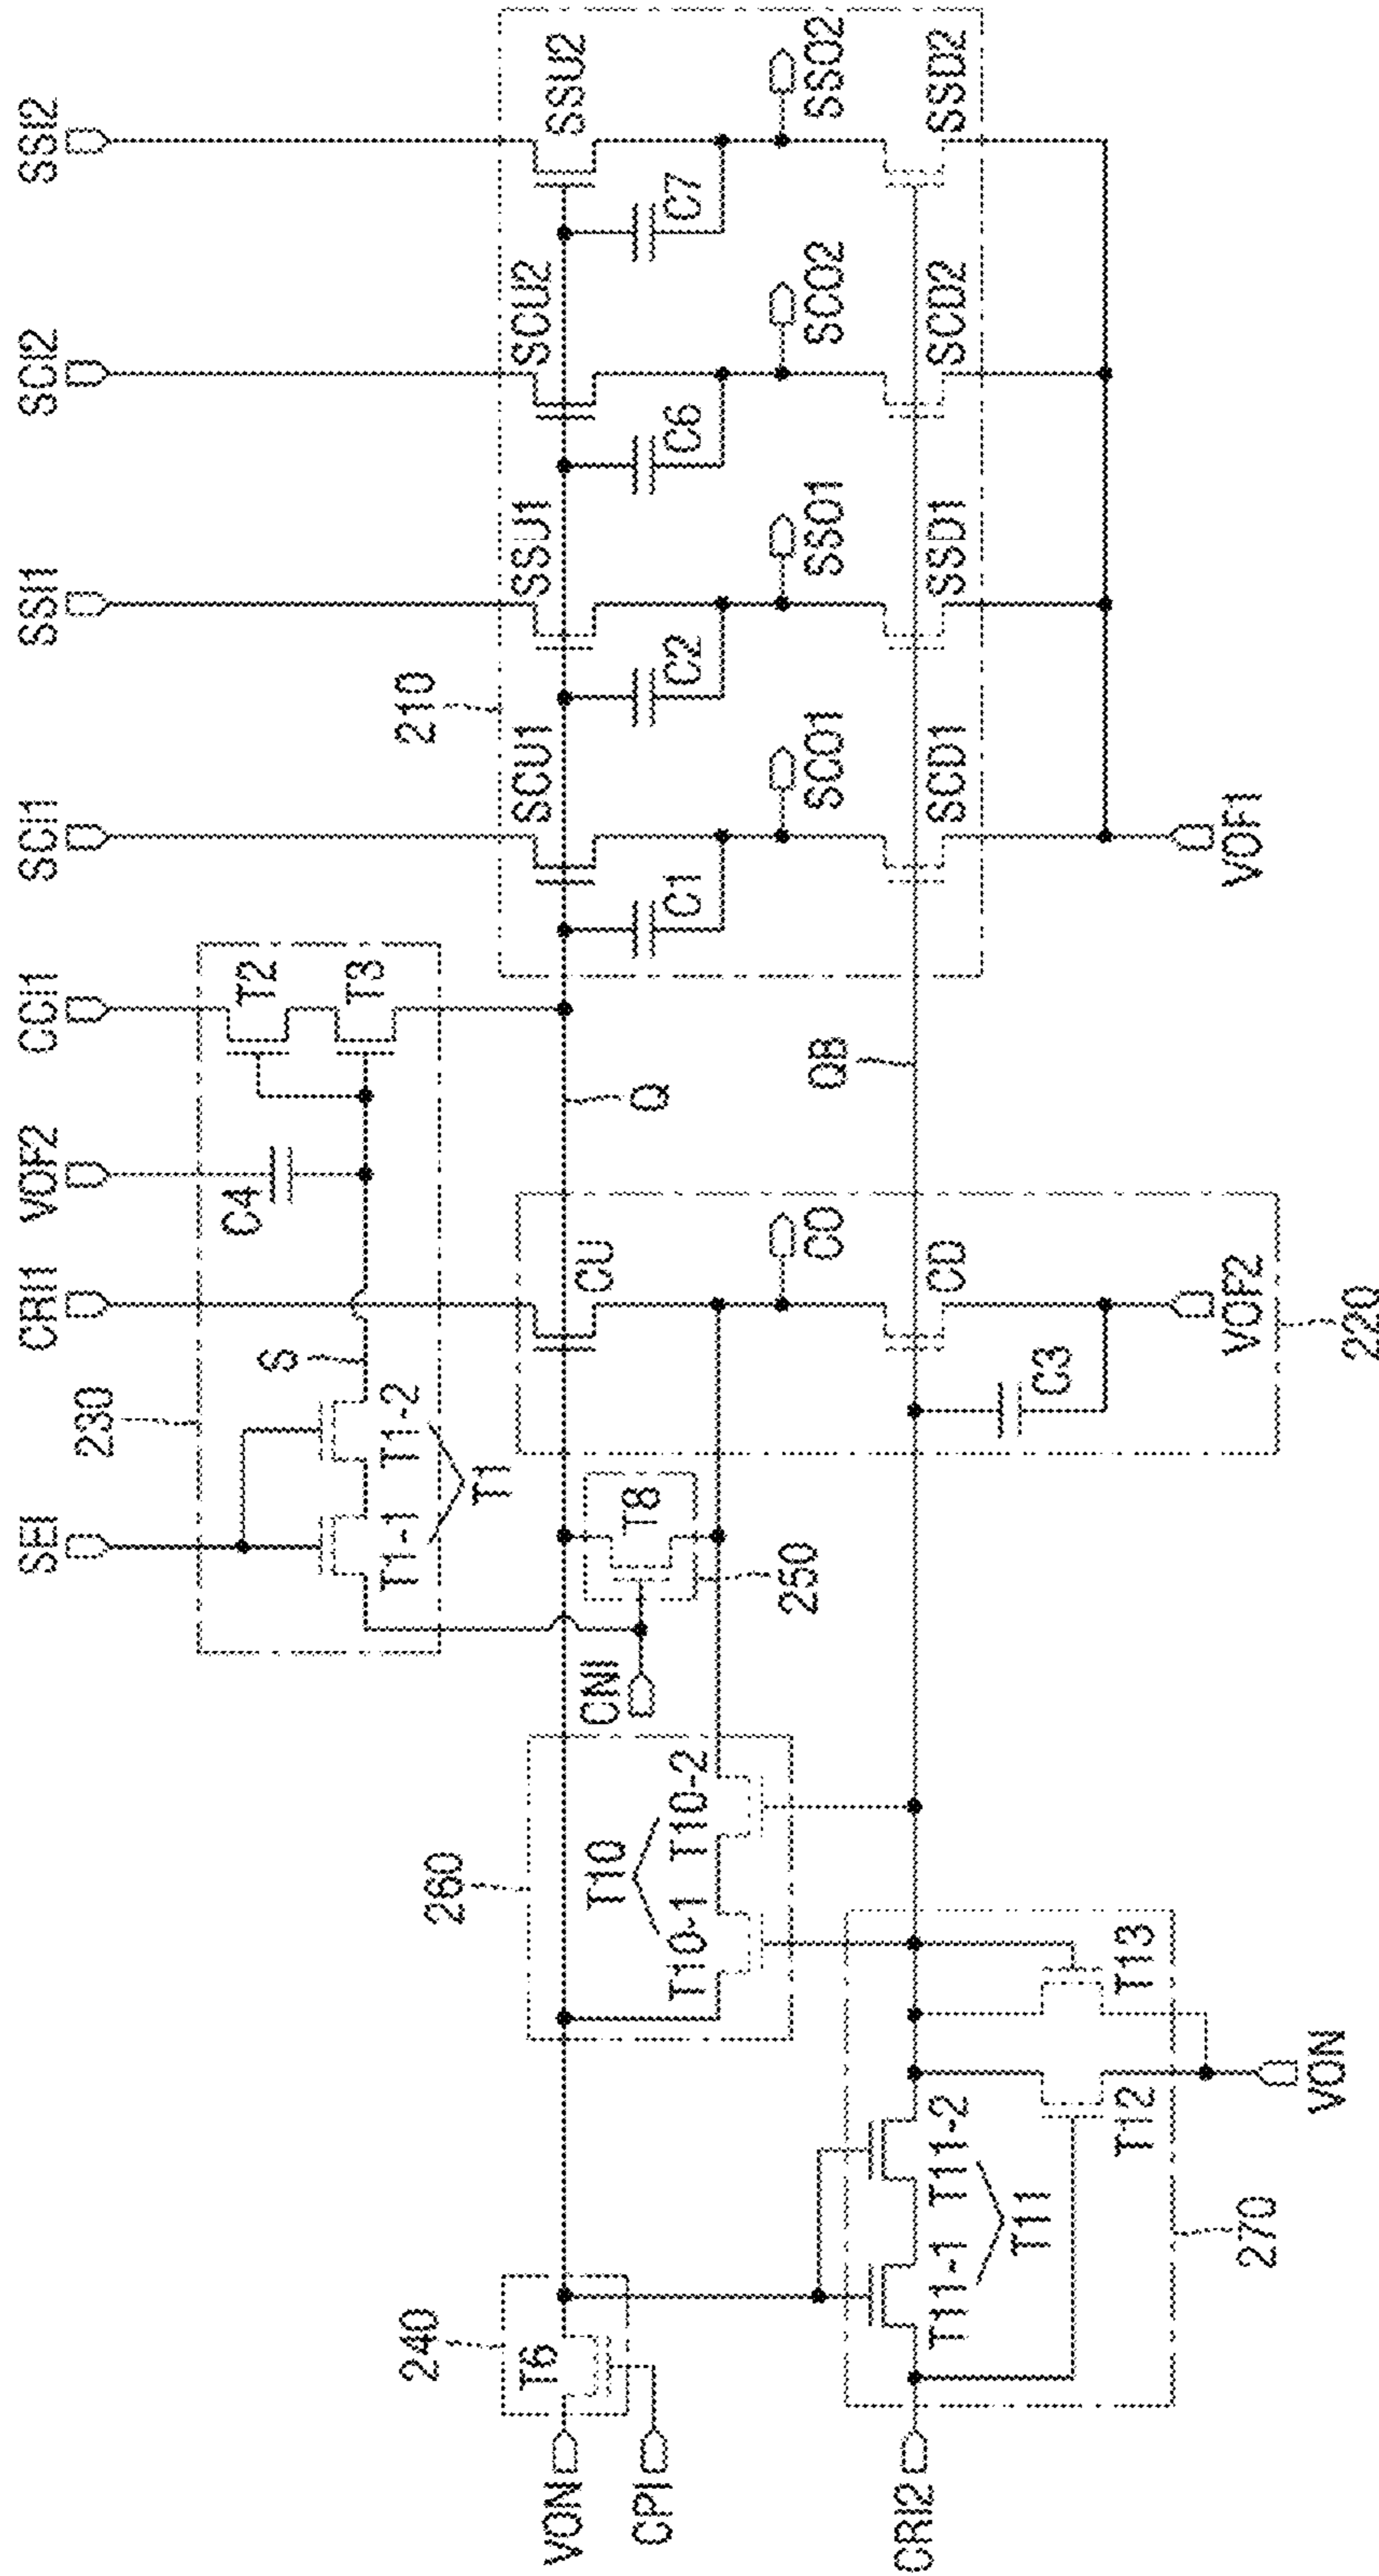 SEI
CRI1
VOF2
CCI1
SCI1
SSI1
SCI2
SSI2
230
S
C4
T2
T3
T1-1
T1-2
T1
210
SCU1
SSU1
SCU2
SSU2
C1
C2
C6
C7
SCO1
SSO1
SCO2
SSO2
SCD1
SSD1
SCD2
SSD2
VOF1
Q
QB
CU
CO
CD
C3
VOF2
220
T8
250
CNI
260
T10
T10-1
T10-2
240
T6
VON
CPI
CRI2
T11-1
T11-2
T11
T12
T13
270
VON